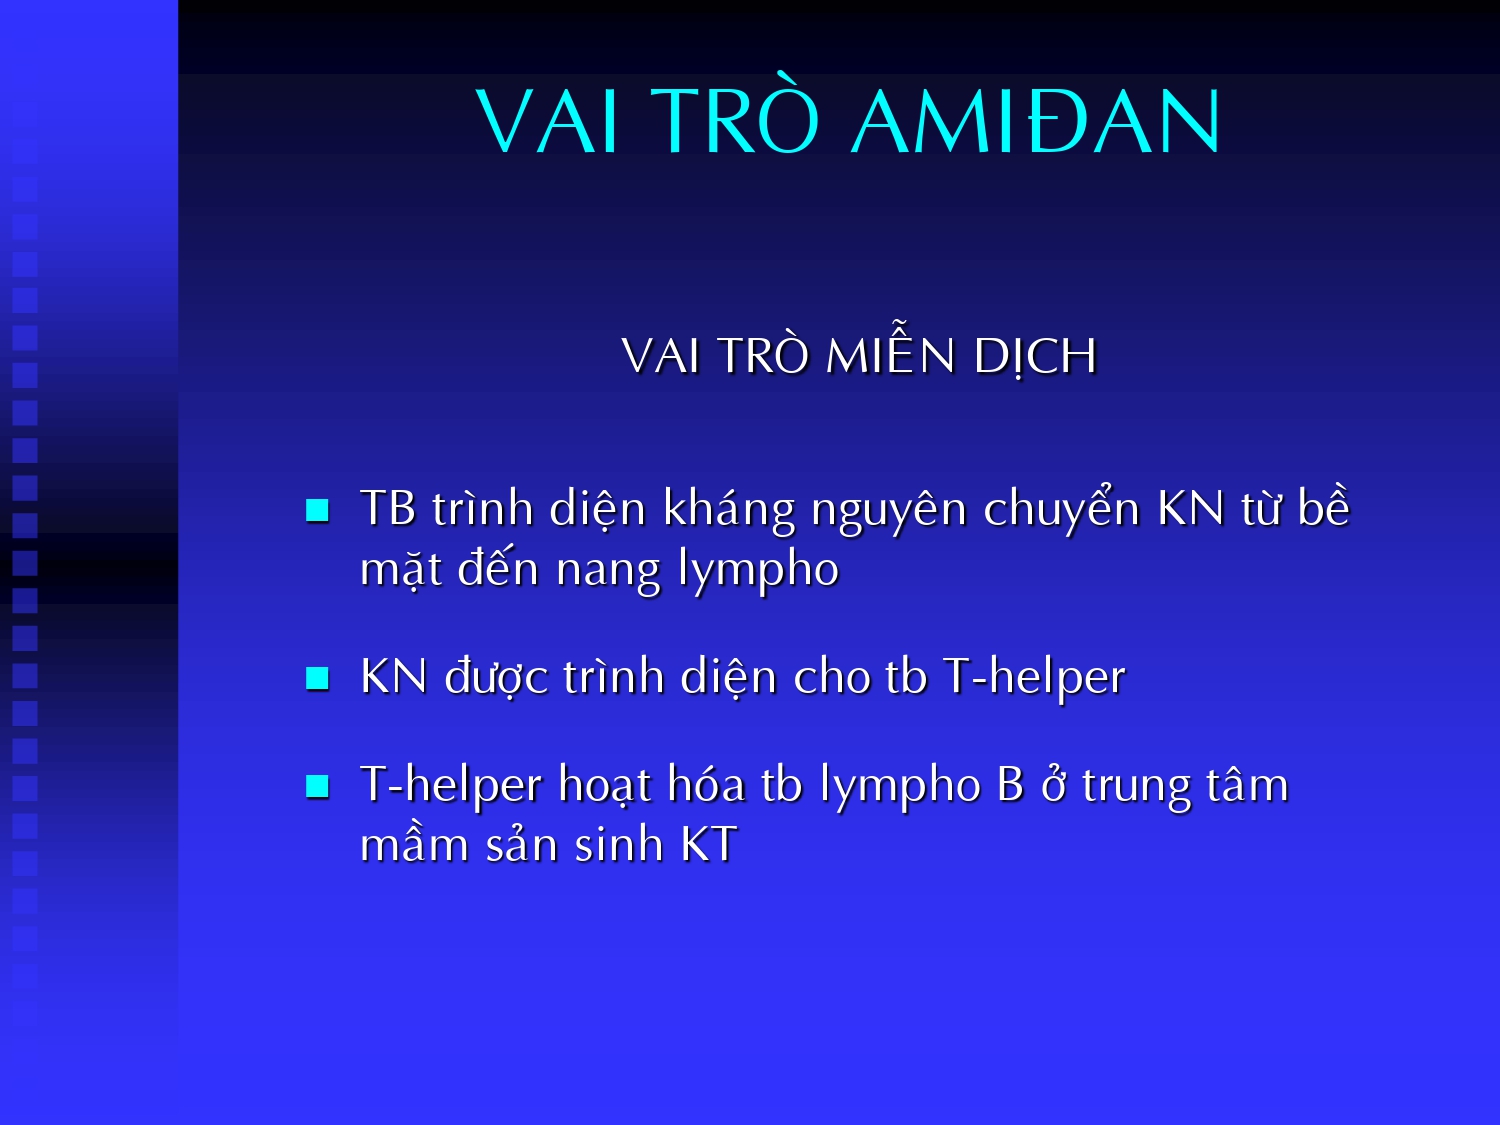 VAI TRÒ AMIĐAN
VAI TRÒ MIỄN DỊCH
TB trình diện kháng nguyên chuyển KN từ bề
mặt đến nang lympho
KN được trình diện cho tb T-helper
T-helper hoạt hóa tb lympho B ở trung tâm
mầm sản sinh KT